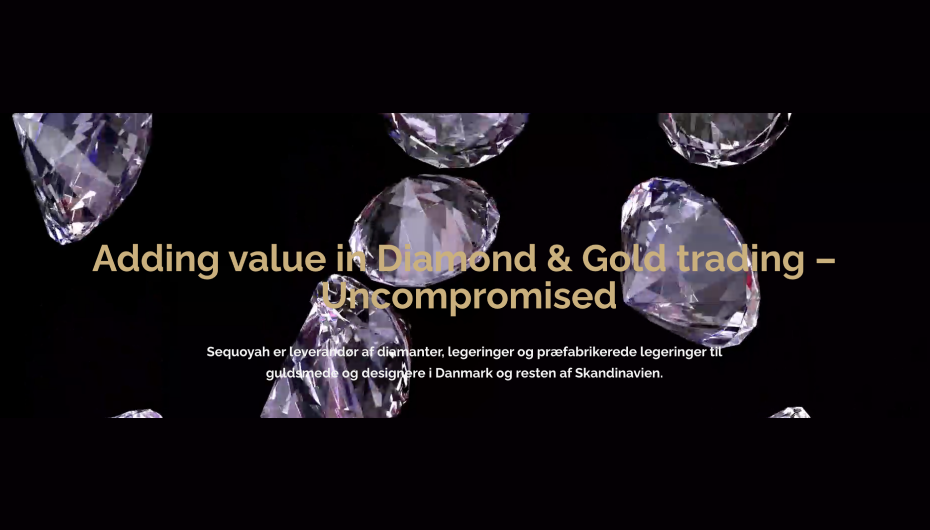 Adding value in Diamond & Gold trading –
Uncompromised
Sequoyah er leverandør af diamanter, legeringer og præfabrikerede legeringer til
guldsmede og designere i Danmark og resten af Skandinavien.